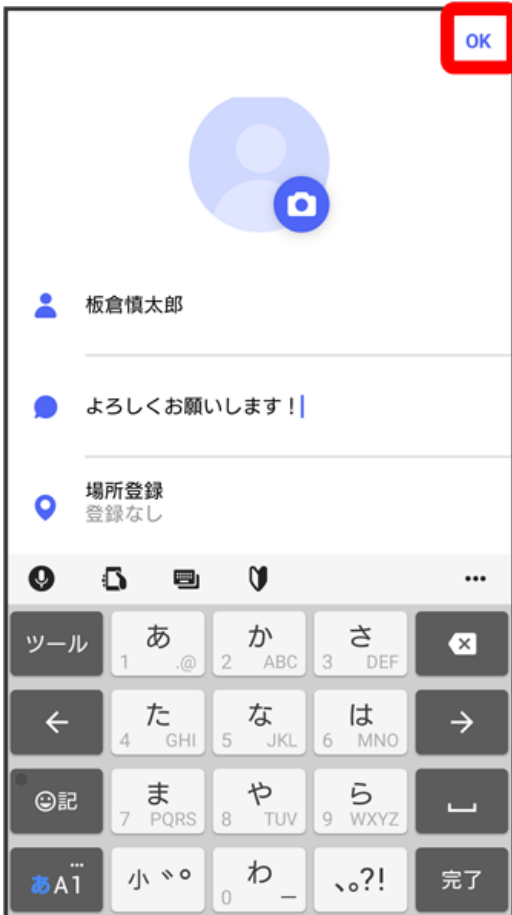 OK
板倉慎太郎
よろしくお願いします！
場所登録
登録なし
ツール
あ
1 .@
か
2 ABC
さ
3 DEF
た
4 GHI
な
5 JKL
は
6 MNO
記
ま
7 PQRS
や
8 TUV
ら
9 WXYZ
あA1
小゛゜
わ
0 ー
、。?!
完了